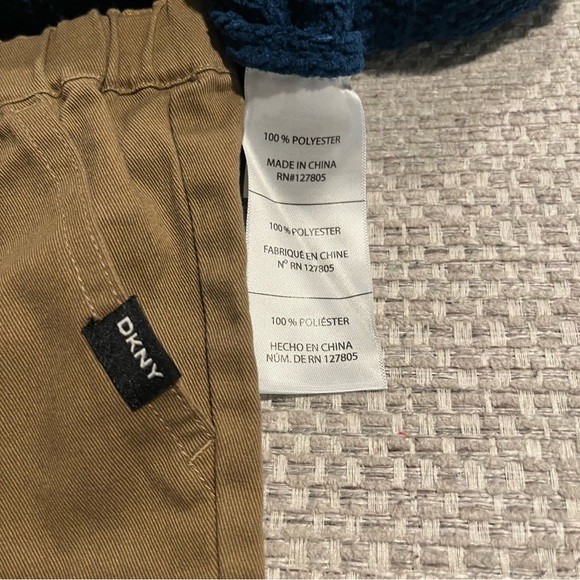 DKNY
100% POLYESTER
MADE IN CHINA
RN#127805
100% POLYESTER
FABRIQUÉ EN CHINE
Nº RN 127805
100% POLIÉSTER
HECHO EN CHINA
NÚM. DE RN 127805